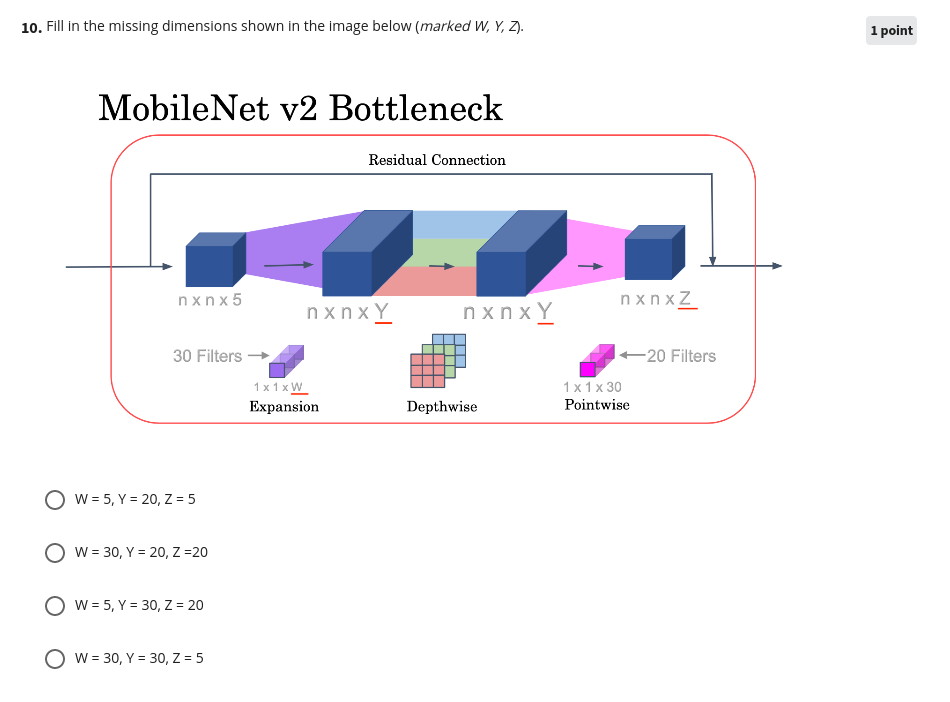 10. Fill in the missing dimensions shown in the image below (marked W, Y, Z).
1 point
MobileNet v2 Bottleneck
Residual Connection
n x n x 5
n x n x Y
n x n x Y
n x n x Z
30 Filters
20 Filters
1 x 1 x W
1 x 1 x 30
Expansion
Depthwise
Pointwise
W = 5, Y = 20, Z = 5
W = 30, Y = 20, Z =20
W = 5, Y = 30, Z = 20
W = 30, Y = 30, Z = 5